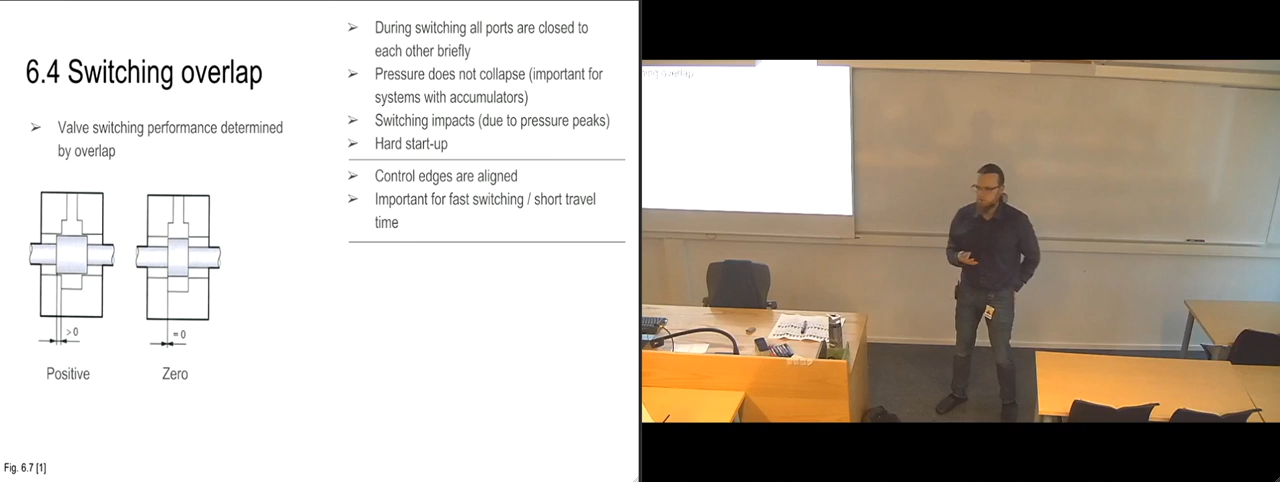 6.4 Switching overlap
➢ Valve switching performance determined
by overlap
> 0
= 0
Positive
Zero
Fig. 6.7 [1]
➢ During switching all ports are closed to
each other briefly
➢ Pressure does not collapse (important for
systems with accumulators)
➢ Switching impacts (due to pressure peaks)
➢ Hard start-up
➢ Control edges are aligned
➢ Important for fast switching / short travel
time